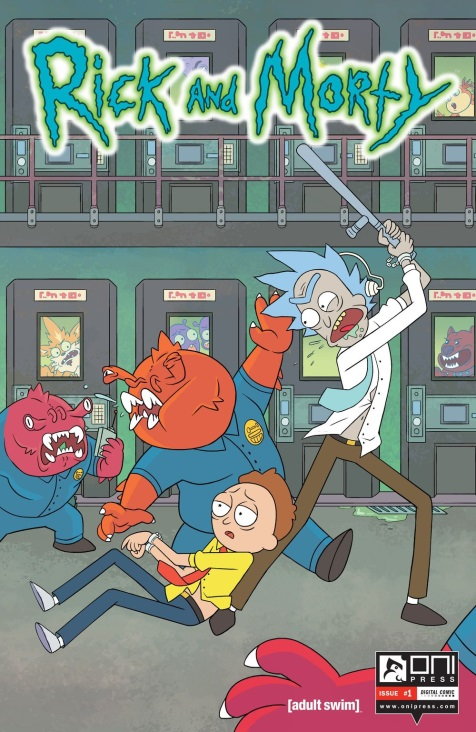 RICK AND MORTY
[adult swim]
ONI
PRESS
ISSUE #1
DIGITAL COMIC
www.onipress.com